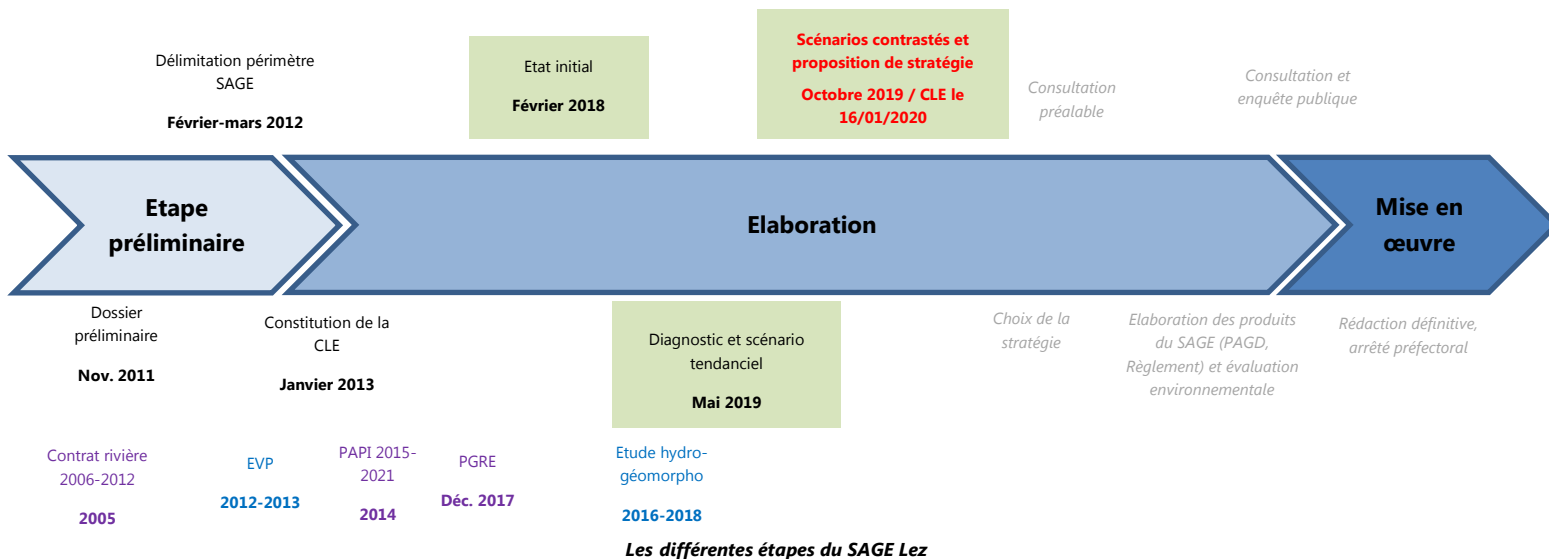 Délimitation périmètre
SAGE
Février-mars 2012
Etat initial
Février 2018
Scénarios contrastés et
proposition de stratégie
Octobre 2019 / CLE le
16/01/2020
Consultation
préalable
Consultation et
enquête publique
Etape
préliminaire
Elaboration
Mise en
œuvre
Dossier
préliminaire
Nov. 2011
Constitution de la
CLE
Janvier 2013
Diagnostic et scénario
tendanciel
Mai 2019
Choix de la
stratégie
Elaboration des produits
du SAGE (PAGD,
Règlement) et évaluation
environnementale
Rédaction définitive,
arrêté préfectoral
Contrat rivière
2006-2012
2005
EVP
2012-2013
PAPI 2015-
2021
2014
PGRE
Déc. 2017
Etude hydro-
géomorpho
2016-2018
Les différentes étapes du SAGE Lez